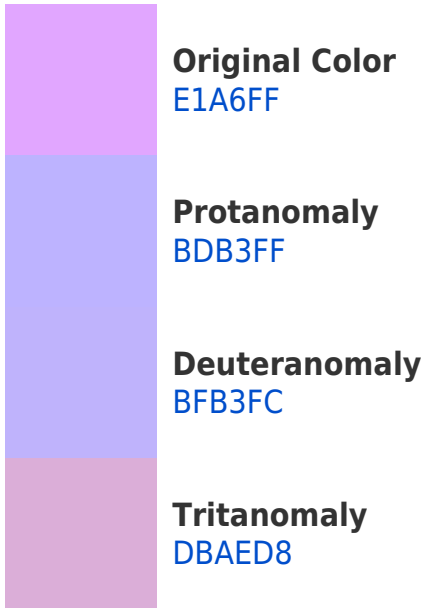 Original Color
E1A6FF
Protanomaly
BDB3FF
Deuteranomaly
BFB3FC
Tritanomaly
DBAED8